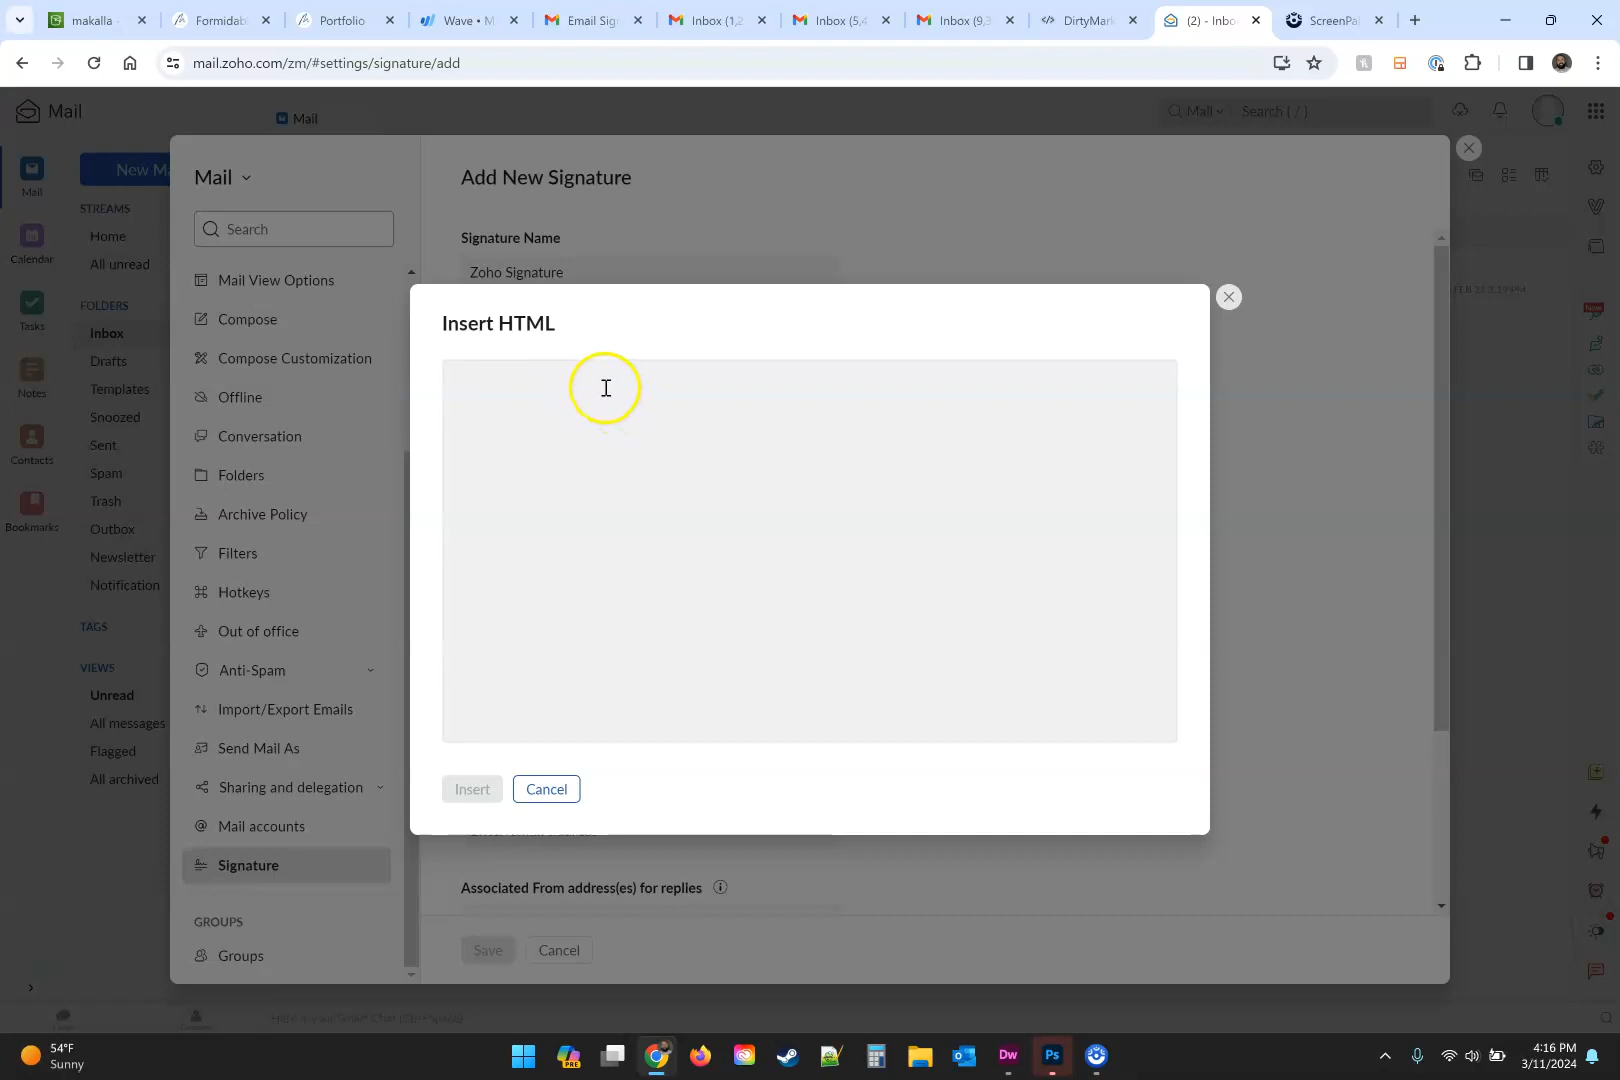 makalla -
Formidab
Portfolio
Wave • M
Email Sig
Inbox (1,2
Inbox (5,4
Inbox (9,3
DirtyMark
(2) - Inbo
ScreenPal
mail.zoho.com/zm/#settings/signature/add
Mail
Mail
Mail
Search ( / )
Mail
Calendar
Tasks
Notes
Contacts
Bookmarks
New Ma
STREAMS
Home
All unread
FOLDERS
Inbox
Drafts
Templates
Snoozed
Sent
Spam
Trash
Outbox
Newsletter
Notification
TAGS
VIEWS
Unread
All messages
Flagged
All archived
Mail
Search
Mail View Options
Compose
Compose Customization
Offline
Conversation
Folders
Archive Policy
Filters
Hotkeys
Out of office
Anti-Spam
Import/Export Emails
Send Mail As
Sharing and delegation
Mail accounts
Signature
GROUPS
Groups
Add New Signature
Signature Name
Zoho Signature
Insert HTML
Insert
Cancel
Associated From address(es) for replies
Save
Cancel
New
54°F
Sunny
PRE
Dw
Ps
4:16 PM
3/11/2024